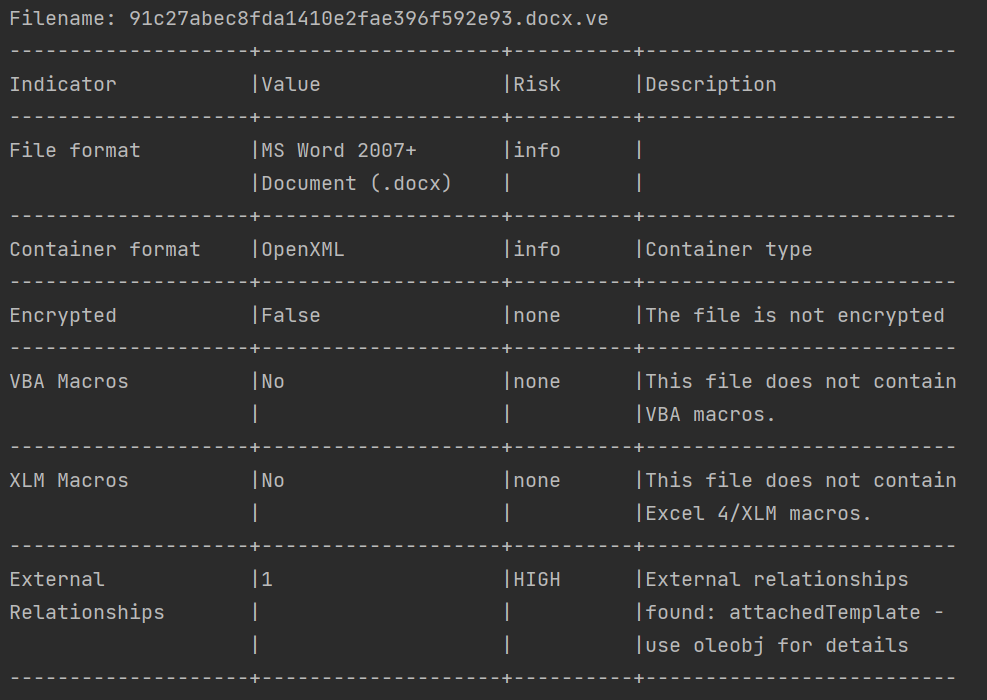 Filename: 91c27abec8fda1410e2fae396f592e93.docx.ve
--------------------+--------------------+----------+--------------------------
Indicator           |Value               |Risk      |Description
--------------------+--------------------+----------+--------------------------
File format         |MS Word 2007+       |info      |
                    |Document (.docx)    |          |
--------------------+--------------------+----------+--------------------------
Container format    |OpenXML             |info      |Container type
--------------------+--------------------+----------+--------------------------
Encrypted           |False               |none      |The file is not encrypted
--------------------+--------------------+----------+--------------------------
VBA Macros          |No                  |none      |This file does not contain
                    |                    |          |VBA macros.
--------------------+--------------------+----------+--------------------------
XLM Macros          |No                  |none      |This file does not contain
                    |                    |          |Excel 4/XLM macros.
--------------------+--------------------+----------+--------------------------
External            |1                   |HIGH      |External relationships
Relationships       |                    |          |found: attachedTemplate -
                    |                    |          |use oleobj for details
--------------------+--------------------+----------+--------------------------